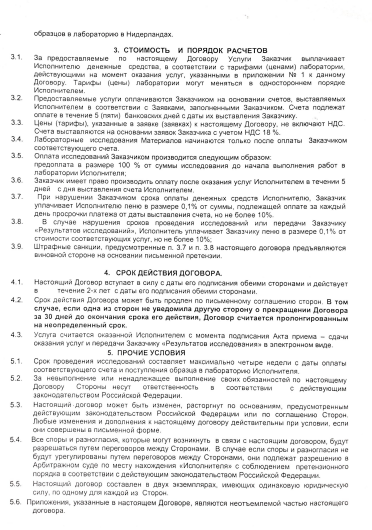 образцов в лабораторию в Нидерландах.
3. СТОИМОСТЬ И ПОРЯДОК РАСЧЕТОВ
3.1. За предоставляемые по настоящему Договору Услуги Заказчик выплачивает
Исполнителю денежные средства, в соответствии с тарифами (ценами) лаборатории,
действующими на момент оказания услуг, указанными в приложении № 1 к данному
Договору. Тарифы (цены) лаборатории могут меняться в одностороннем порядке
Исполнителем.
3.2. Предоставляемые услуги оплачиваются Заказчиком на основании счетов, выставляемых
Исполнителем в соответствии с Заявками, заполненными Заказчиком. Счета подлежат
оплате в течение 5 (пяти) банковских дней с даты их выставления Заказчику.
3.3. Цены (тарифы), указанные в заявке (заявках) к настоящему Договору, не включают НДС.
Счета выставляются на основании заявок Заказчика с учетом НДС 18 %.
3.4. Лабораторные исследования Материалов начинаются только после оплаты Заказчиком
соответствующего счета.
3.5. Оплата исследований Заказчиком производится следующим образом:
предоплата в размере 100 % от суммы исследования до начала выполнения работ в
лаборатории Исполнителя;
3.6. Заказчик имеет право производить оплату после оказания услуг Исполнителем в течении 5
дней с дня выставления счета Исполнителем.
3.7. При нарушении Заказчиком срока оплаты денежных средств Исполнителю, Заказчик
уплачивает Исполнителю пеню в размере 0,1% от суммы, подлежащей оплате за каждый
день просрочки платежа от даты выставления счета, но не более 10%.
3.8. В случае нарушения сроков проведения исследований или передачи Заказчику
«Результатов исследований», Исполнитель уплачивает Заказчику пеню в размере 0,1% от
стоимости соответствующих услуг, но не более 10%;
3.9. Штрафные санкции, предусмотренные п. 3.7 и п. 3.8 настоящего договора предъявляются
виновной стороне на основании письменной претензии.
4. СРОК ДЕЙСТВИЯ ДОГОВОРА.
4.1. Настоящий Договор вступает в силу с даты его подписания обеими сторонами и действует
в течение 2-х лет с даты его подписания обеими сторонами.
4.2. Срок действия Договора может быть продлен по письменному соглашению сторон. В том
случае, если одна из сторон не уведомила другую сторону о прекращении Договора
за 30 дней до окончания срока его действия, Договор считается пролонгированным
на неопределенный срок.
4.3. Услуга считается оказанной Исполнителем с момента подписания Акта приема – сдачи
оказания услуг и передачи Заказчику «Результатов исследования» в электронном виде.
5. ПРОЧИЕ УСЛОВИЯ
5.1. Срок проведения исследований составляет максимально четыре недели с даты оплаты
соответствующего счета и поступления образца в лабораторию Исполнителя.
5.2. За невыполнение или ненадлежащее выполнение своих обязанностей по настоящему
Договору Стороны несут ответственность в соответствии с действующим
законодательством Российской Федерации.
5.3. Настоящий договор может быть изменен, расторгнут по основаниям, предусмотренным
действующим законодательством Российской Федерации или по соглашению Сторон.
Любые изменения и дополнения к настоящему договору действительны при условии, если
они совершены в письменной форме.
5.4. Все споры и разногласия, которые могут возникнуть в связи с настоящим договором, будут
разрешаться путем переговоров между Сторонами. В случае если споры и разногласия не
будут урегулированы путем переговоров между Сторонами, они подлежат разрешению в
Арбитражном суде по месту нахождения «Исполнителя» с соблюдением претензионного
порядка в соответствии с действующим законодательством Российской Федерации.
5.5. Настоящий договор составлен в двух экземплярах, имеющих одинаковую юридическую
силу, по одному для каждой из Сторон.
5.6. Приложения, указанные в настоящем Договоре, являются неотъемлемой частью настоящего
договора.